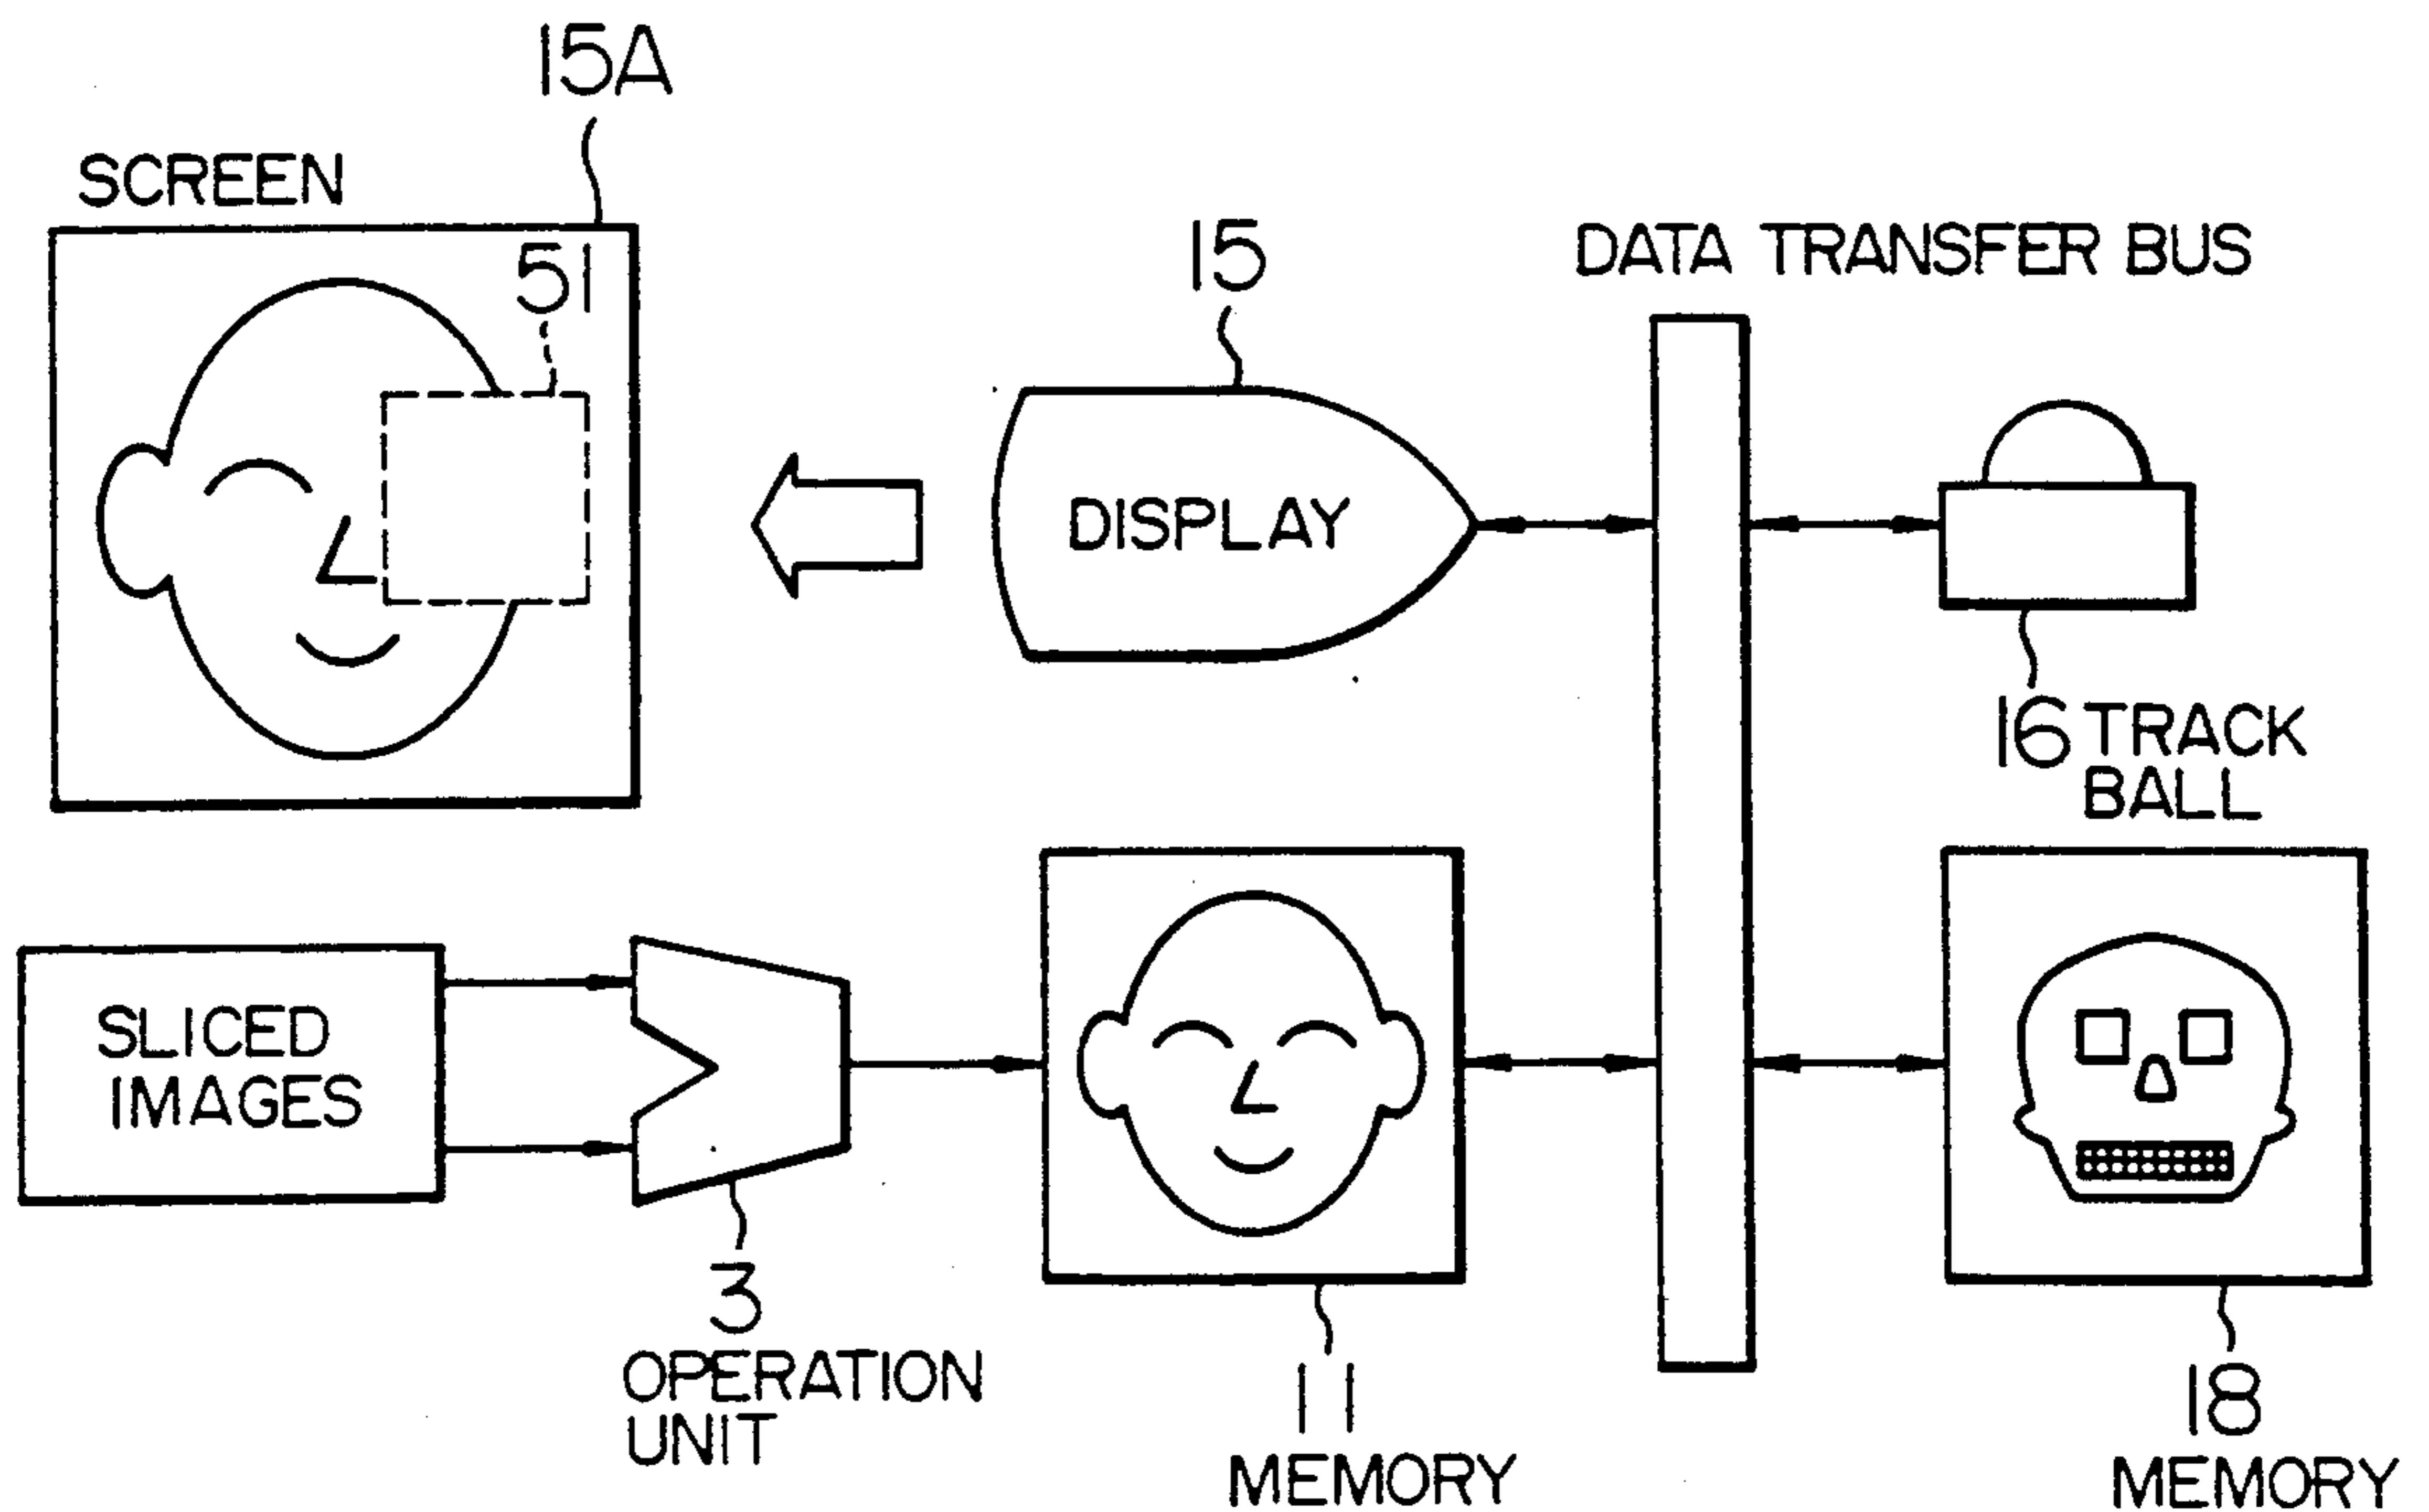 15A
SCREEN
51
15
DATA TRANSFER BUS
DISPLAY
16 TRACK
BALL
SLICED
IMAGES
3
OPERATION
UNIT
11
MEMORY
18
MEMORY